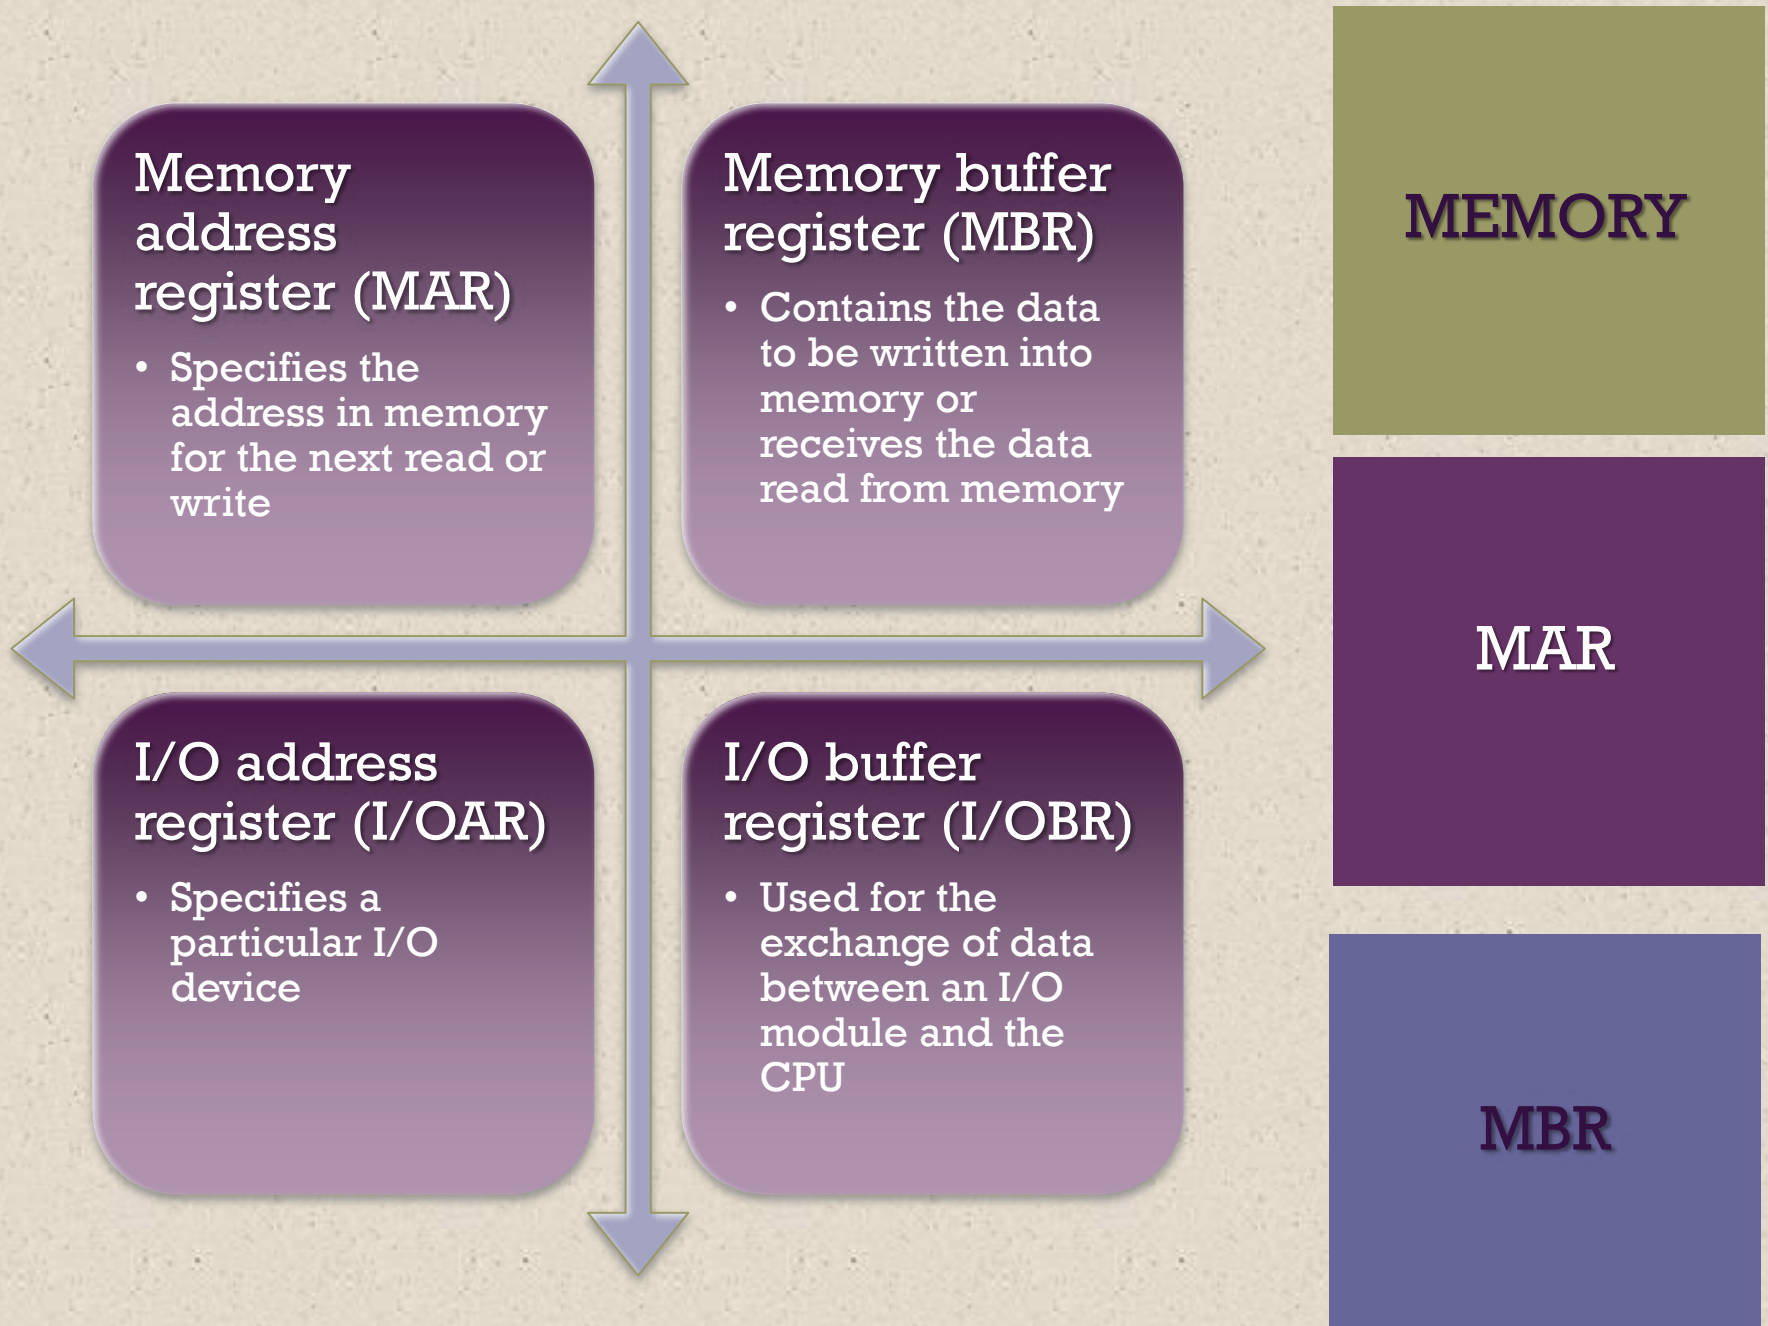 Memory
address
register (MAR)
• Specifies the
address in memory
for the next read or
write
Memory buffer
register (MBR)
• Contains the data
to be written into
memory or
receives the data
read from memory
I/O address
register (I/OAR)
• Specifies a
particular I/O
device
I/O buffer
register (I/OBR)
• Used for the
exchange of data
between an I/O
module and the
CPU
MEMORY
MAR
MBR